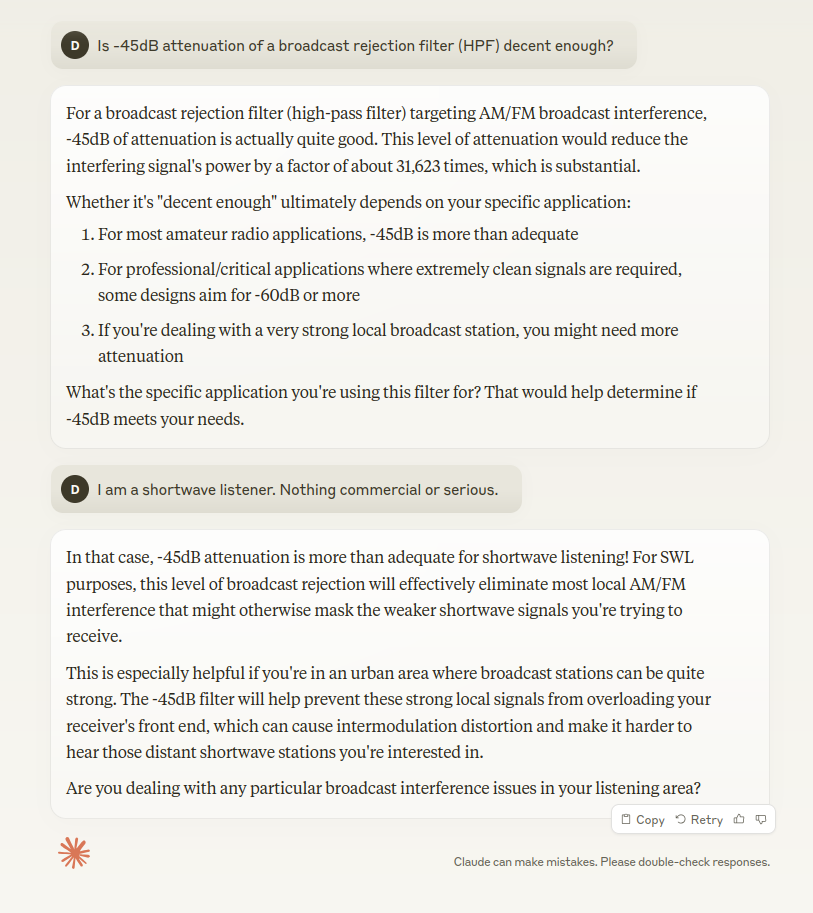 D Is -45dB attenuation of a broadcast rejection filter (HPF) decent enough?
For a broadcast rejection filter (high-pass filter) targeting AM/FM broadcast interference,
-45dB of attenuation is actually quite good. This level of attenuation would reduce the
interfering signal's power by a factor of about 31,623 times, which is substantial.
Whether it's "decent enough" ultimately depends on your specific application:
1. For most amateur radio applications, -45dB is more than adequate
2. For professional/critical applications where extremely clean signals are required,
some designs aim for -60dB or more
3. If you're dealing with a very strong local broadcast station, you might need more
attenuation
What's the specific application you're using this filter for? That would help determine if
-45dB meets your needs.
D I am a shortwave listener. Nothing commercial or serious.
In that case, -45dB attenuation is more than adequate for shortwave listening! For SWL
purposes, this level of broadcast rejection will effectively eliminate most local AM/FM
interference that might otherwise mask the weaker shortwave signals you're trying to
receive.
This is especially helpful if you're in an urban area where broadcast stations can be quite
strong. The -45dB filter will help prevent these strong local signals from overloading your
receiver's front end, which can cause intermodulation distortion and make it harder to
hear those distant shortwave stations you're interested in.
Are you dealing with any particular broadcast interference issues in your listening area?
Copy Retry
Claude can make mistakes. Please double-check responses.